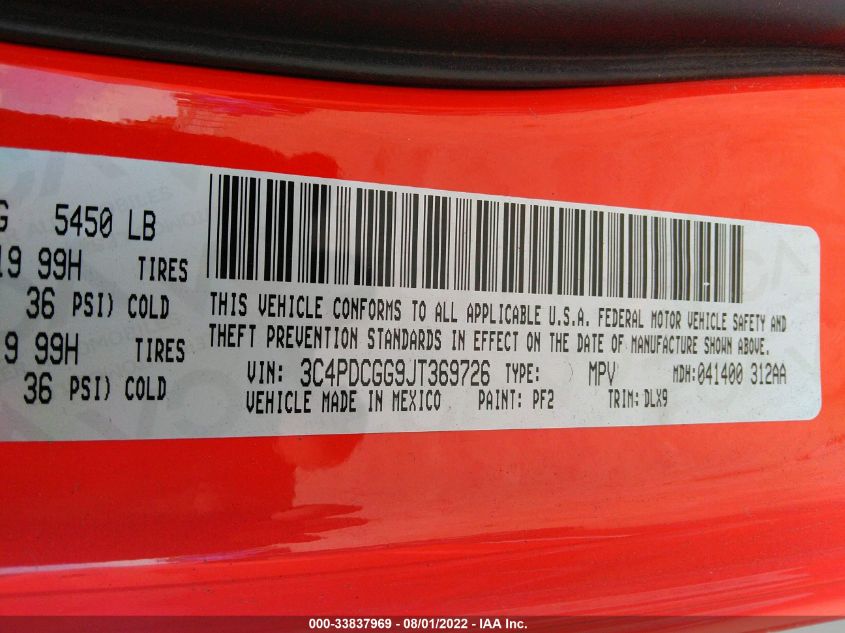 G 5450 LB
19 99H TIRES
36 PSI) COLD
9 99H TIRES
36 PSI) COLD
THIS VEHICLE CONFORMS TO ALL APPLICABLE U.S.A. FEDERAL MOTOR VEHICLE SAFETY AND
THEFT PREVENTION STANDARDS IN EFFECT ON THE DATE OF MANUFACTURE SHOWN ABOVE.
VIN: 3C4PDCGG9JT369726 TYPE: MPV MDH:041400 312AA
VEHICLE MADE IN MEXICO PAINT: PF2 TRIM: DLX9
000-33837969 - 08/01/2022 - IAA Inc.